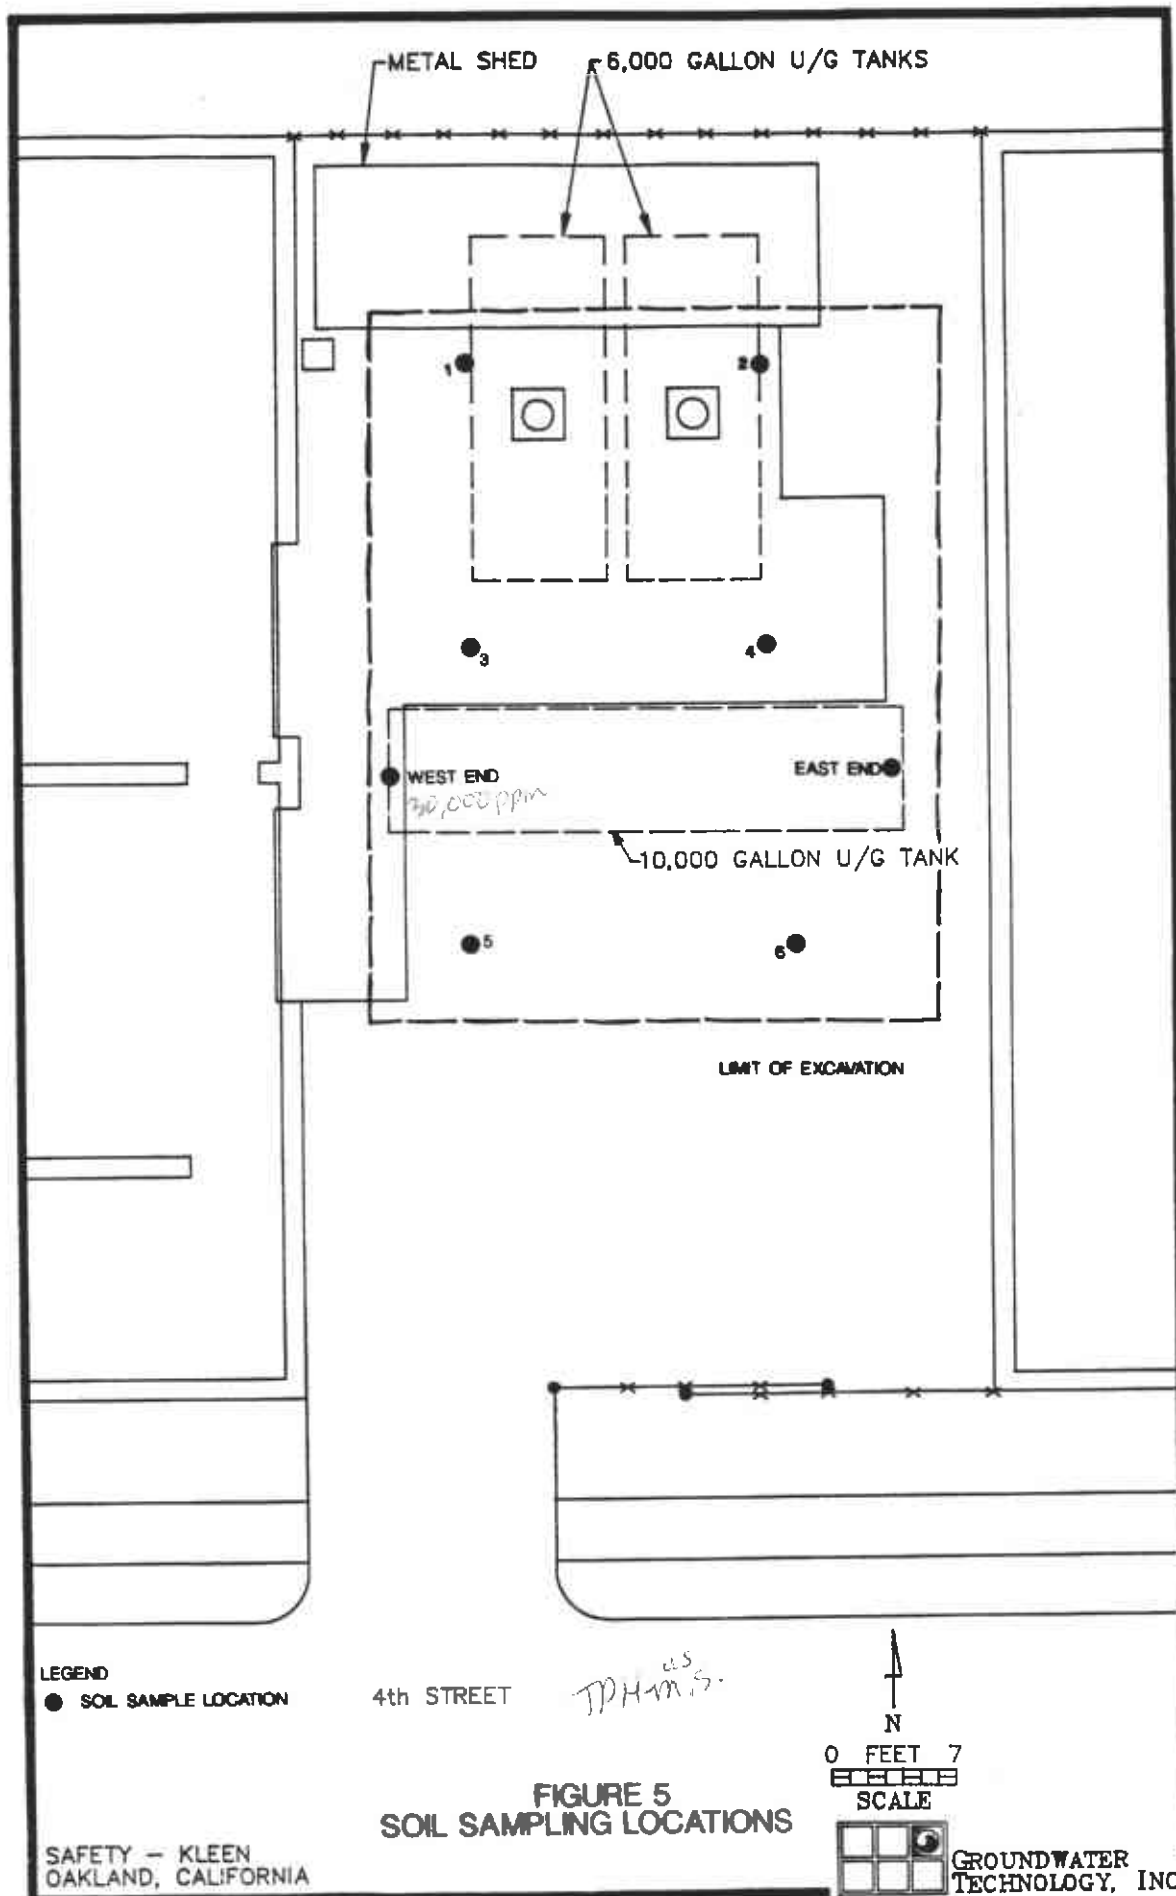 METAL SHED
6,000 GALLON U/G TANKS
1
2
3
4
WEST END
EAST END
30,000 ppm
10,000 GALLON U/G TANK
5
6
LIMIT OF EXCAVATION
LEGEND
SOIL SAMPLE LOCATION
4th STREET
as
TPH m.s.
N
0 FEET 7
SCALE
FIGURE 5
SOIL SAMPLING LOCATIONS
SAFETY – KLEEN
OAKLAND, CALIFORNIA
GROUNDWATER
TECHNOLOGY, INC